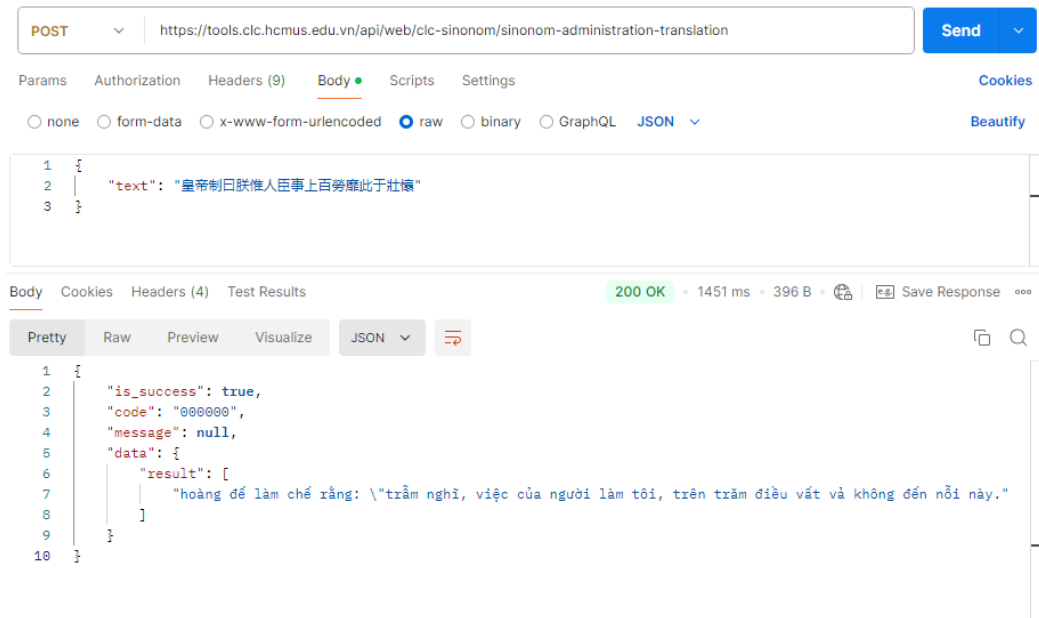 POST https://tools.clc.hcmus.edu.vn/api/web/clc-sinonom/sinonom-administration-translation Send
Params Authorization Headers (9) Body Scripts Settings Cookies
none form-data x-www-form-urlencoded raw binary GraphQL JSON Beautify
1 {
2 "text": "皇帝制曰朕惟人臣事上百勞靡此于壯懷"
3 }
Body Cookies Headers (4) Test Results 200 OK 1451 ms 396 B e.g. Save Response
Pretty Raw Preview Visualize JSON
1 {
2 "is_success": true,
3 "code": "000000",
4 "message": null,
5 "data": {
6 "result": [
7 "hoàng đế làm chế rằng: \"trẫm nghĩ, việc của người làm tôi, trên trăm điều vất vả không đến nỗi này."
8 ]
9 }
10 }